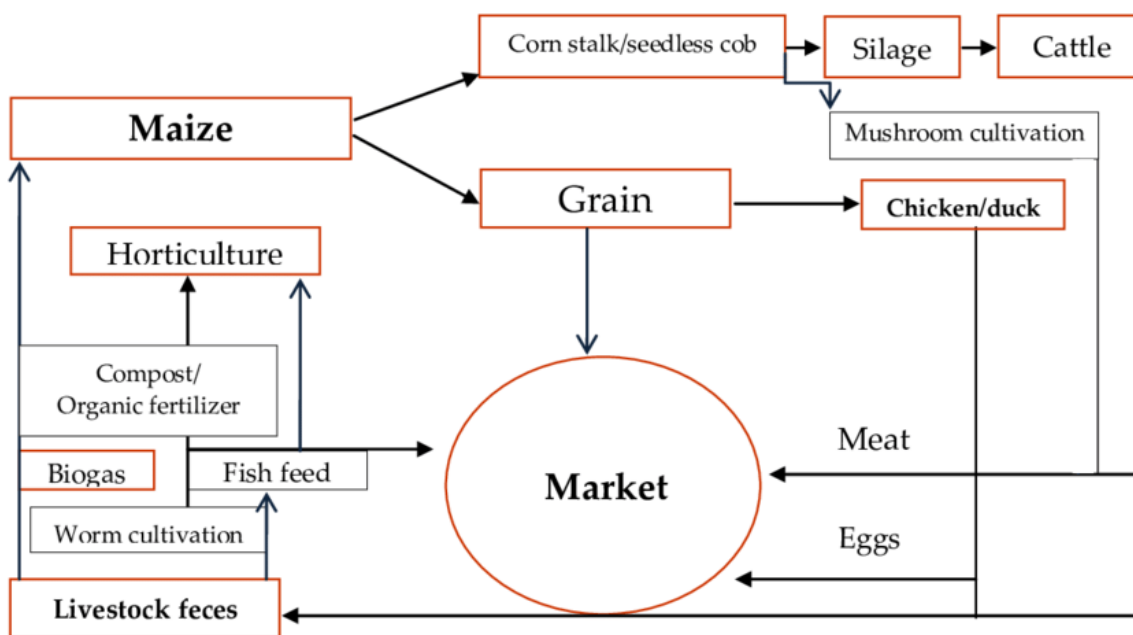 Corn stalk/seedless cob
Silage
Cattle
Maize
Mushroom cultivation
Grain
Chicken/duck
Horticulture
Compost/
Organic fertilizer
Meat
Biogas
Fish feed
Market
Worm cultivation
Eggs
Livestock feces